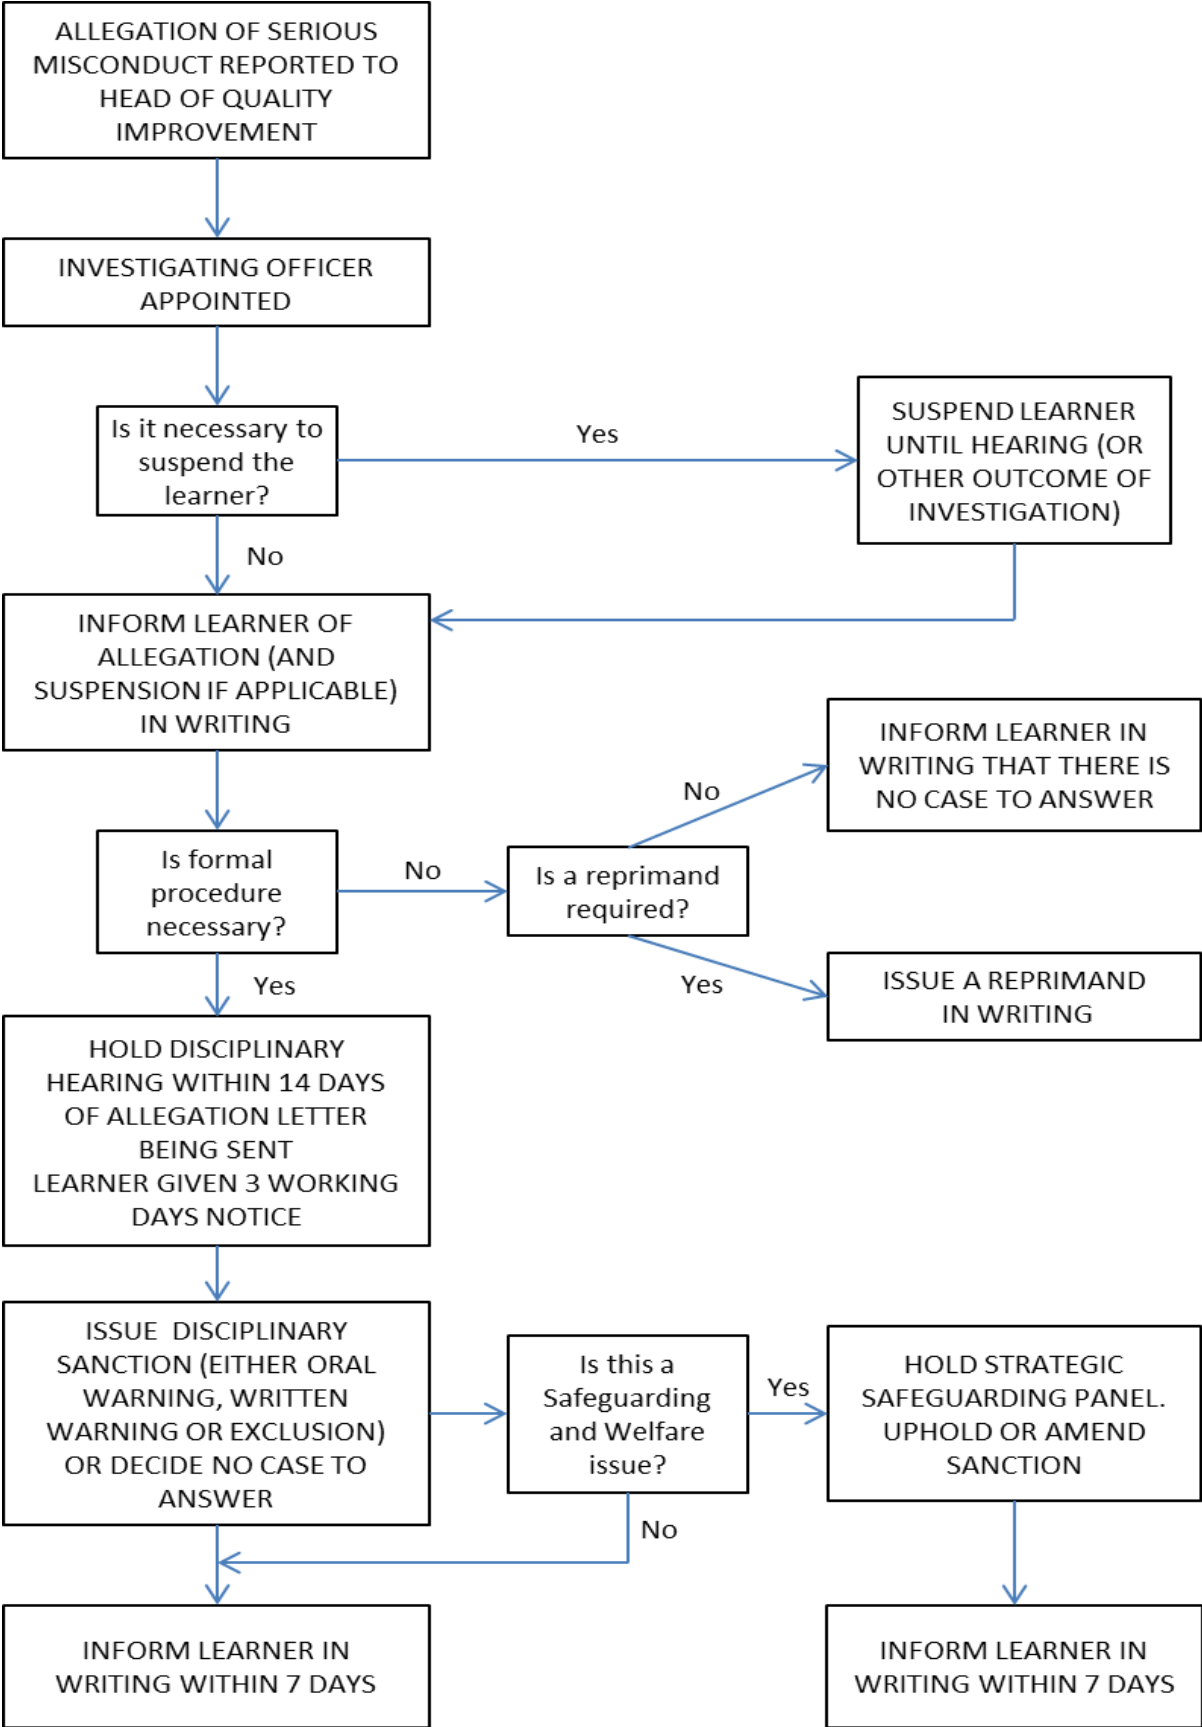 ALLEGATION OF SERIOUS
MISCONDUCT REPORTED TO
HEAD OF QUALITY
IMPROVEMENT
INVESTIGATING OFFICER
APPOINTED
Is it necessary to
suspend the
learner?
Yes
SUSPEND LEARNER
UNTIL HEARING (OR
OTHER OUTCOME OF
INVESTIGATION)
No
INFORM LEARNER OF
ALLEGATION (AND
SUSPENSION IF APPLICABLE)
IN WRITING
Is formal
procedure
necessary?
No
Is a reprimand
required?
No
INFORM LEARNER IN
WRITING THAT THERE IS
NO CASE TO ANSWER
Yes
ISSUE A REPRIMAND
IN WRITING
Yes
HOLD DISCIPLINARY
HEARING WITHIN 14 DAYS
OF ALLEGATION LETTER
BEING SENT
LEARNER GIVEN 3 WORKING
DAYS NOTICE
ISSUE DISCIPLINARY
SANCTION (EITHER ORAL
WARNING, WRITTEN
WARNING OR EXCLUSION)
OR DECIDE NO CASE TO
ANSWER
Is this a
Safeguarding
and Welfare
issue?
Yes
HOLD STRATEGIC
SAFEGUARDING PANEL.
UPHOLD OR AMEND
SANCTION
No
INFORM LEARNER IN
WRITING WITHIN 7 DAYS
INFORM LEARNER IN
WRITING WITHIN 7 DAYS